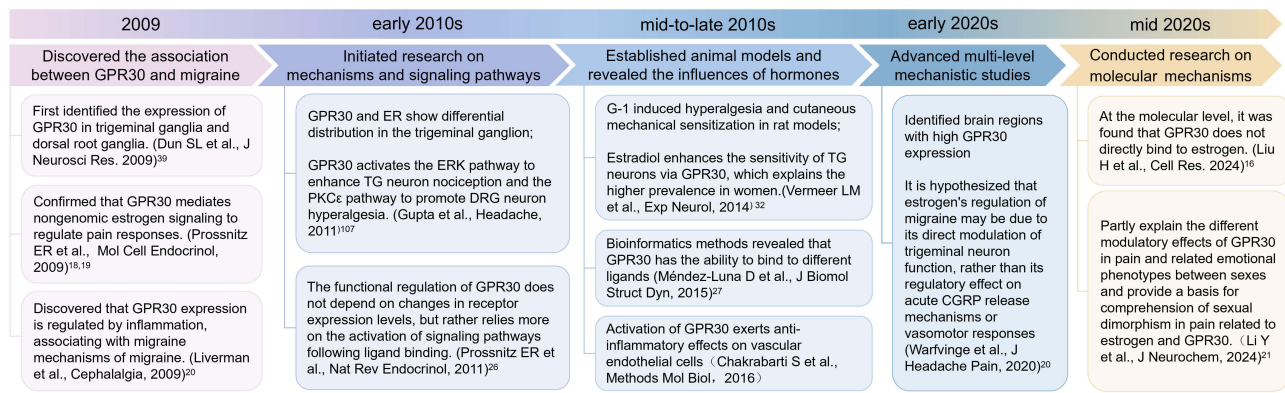 2009
early 2010s
mid-to-late 2010s
early 2020s
mid 2020s
Discovered the association
between GPR30 and migraine
Initiated research on
mechanisms and signaling pathways
Established animal models and
revealed the influences of hormones
Advanced multi-level
mechanistic studies
Conducted research on
molecular mechanisms
First identified the expression of
GPR30 in trigeminal ganglia and
dorsal root ganglia. (Dun SL et al., J
Neurosci Res. 2009)39
Confirmed that GPR30 mediates
nongenomic estrogen signaling to
regulate pain responses. (Prossnitz
ER et al., Mol Cell Endocrinol,
2009)18,19
Discovered that GPR30 expression
is regulated by inflammation,
associating with migraine
mechanisms of migraine. (Liverman
et al., Cephalalgia, 2009)20
GPR30 and ER show differential
distribution in the trigeminal ganglion;
GPR30 activates the ERK pathway to
enhance TG neuron nociception and the
PKCε pathway to promote DRG neuron
hyperalgesia. (Gupta et al., Headache,
2011)107
The functional regulation of GPR30 does
not depend on changes in receptor
expression levels, but rather relies more
on the activation of signaling pathways
following ligand binding. (Prossnitz ER et
al., Nat Rev Endocrinol, 2011)26
G-1 induced hyperalgesia and cutaneous
mechanical sensitization in rat models;
Estradiol enhances the sensitivity of TG
neurons via GPR30, which explains the
higher prevalence in women.(Vermeer LM
et al., Exp Neurol, 2014) 32
Bioinformatics methods revealed that
GPR30 has the ability to bind to different
ligands (Méndez-Luna D et al., J Biomol
Struct Dyn, 2015)27
Activation of GPR30 exerts anti-
inflammatory effects on vascular
endothelial cells（Chakrabarti S et al.,
Methods Mol Biol，2016）
Identified brain regions
with high GPR30
expression
It is hypothesized that
estrogen's regulation of
migraine may be due to
its direct modulation of
trigeminal neuron
function, rather than its
regulatory effect on
acute CGRP release
mechanisms or
vasomotor responses
(Warfvinge et al., J
Headache Pain, 2020)20
At the molecular level, it was
found that GPR30 does not
directly bind to estrogen. (Liu
H et al., Cell Res. 2024)16
Partly explain the different
modulatory effects of GPR30
in pain and related emotional
phenotypes between sexes
and provide a basis for
comprehension of sexual
dimorphism in pain related to
estrogen and GPR30.（Li Y
et al., J Neurochem, 2024)21